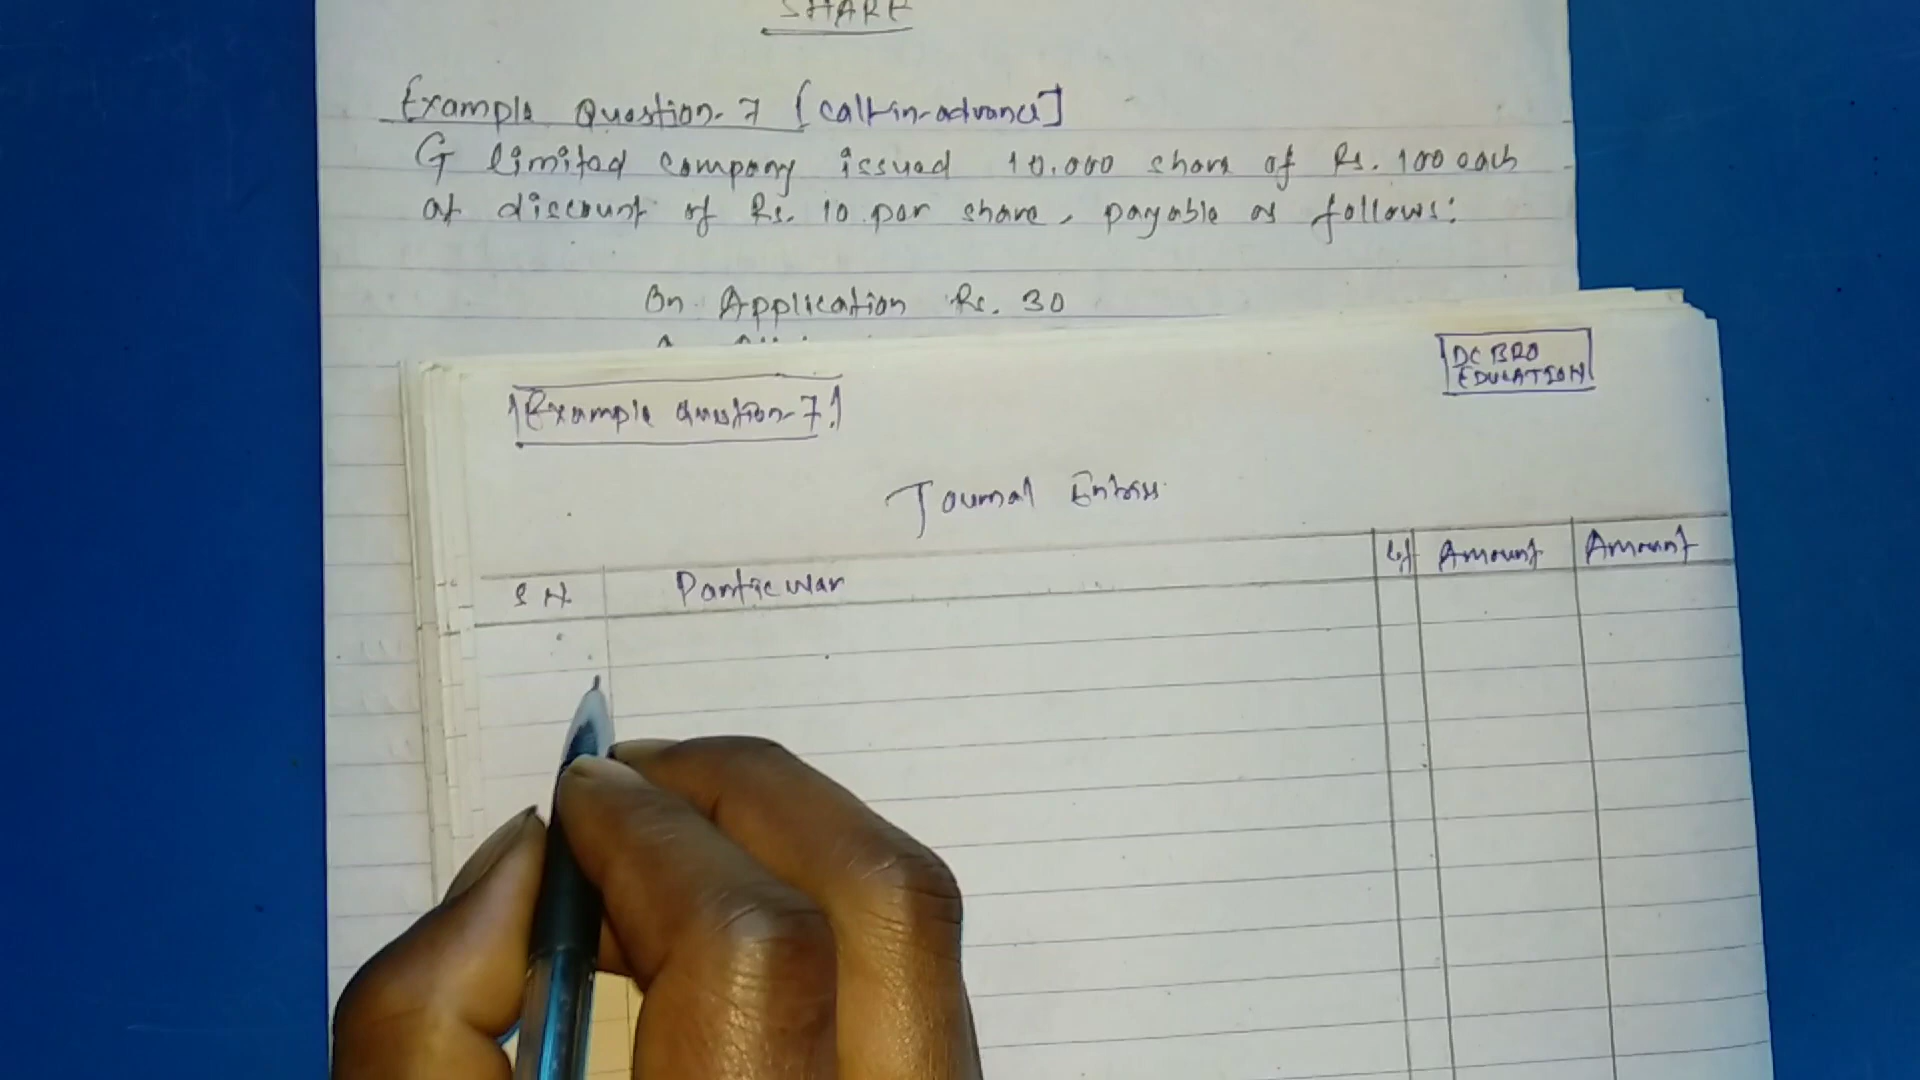 SHARE
Example Question-7 [call-in-advance]
G limited company issued 10.000 share of Rs. 100 each
at discount of Rs. 10 per share, payable as follows:
On Application Rs. 30
DC BRO
EDUCATION
Example Question-7
Journal Entries
S.N. Particular L.f Amount Amount